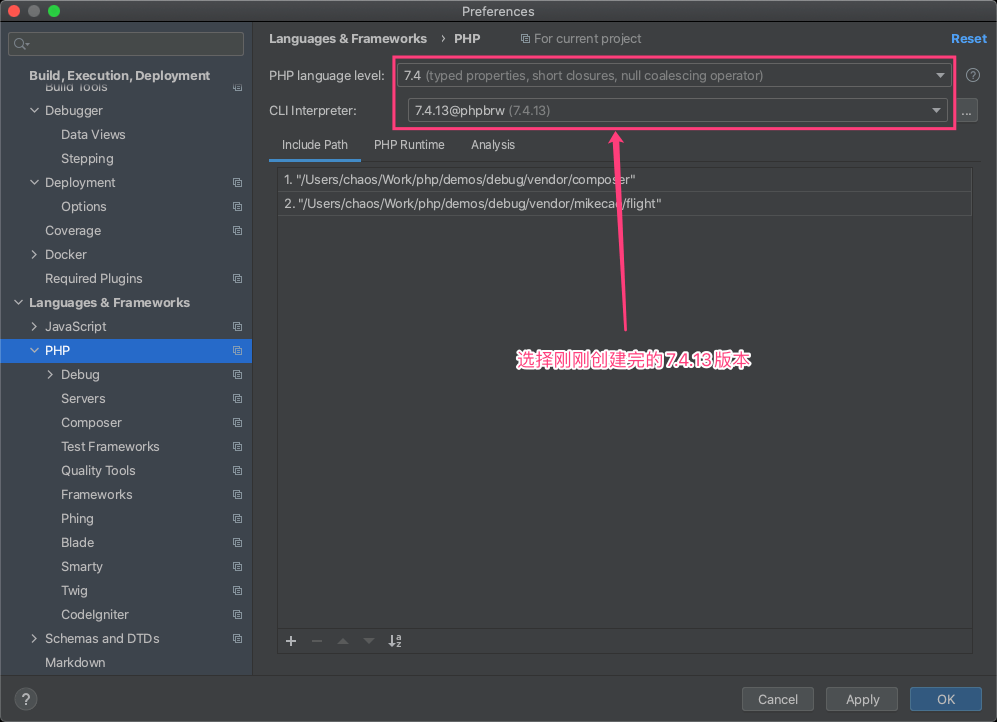 Preferences
Build, Execution, Deployment
Build Tools
Debugger
Data Views
Stepping
Deployment
Options
Coverage
Docker
Required Plugins
Languages & Frameworks
JavaScript
PHP
Debug
Servers
Composer
Test Frameworks
Quality Tools
Frameworks
Phing
Blade
Smarty
Twig
CodeIgniter
Schemas and DTDs
Markdown
Languages & Frameworks › PHP For current project Reset
PHP language level: 7.4 (typed properties, short closures, null coalescing operator) ?
CLI Interpreter: 7.4.13@phpbrw (7.4.13) ...
Include Path PHP Runtime Analysis
1. "/Users/chaos/Work/php/demos/debug/vendor/composer"
2. "/Users/chaos/Work/php/demos/debug/vendor/mikecao/flight"
选择刚刚创建完的 7.4.13 版本
? Cancel Apply OK